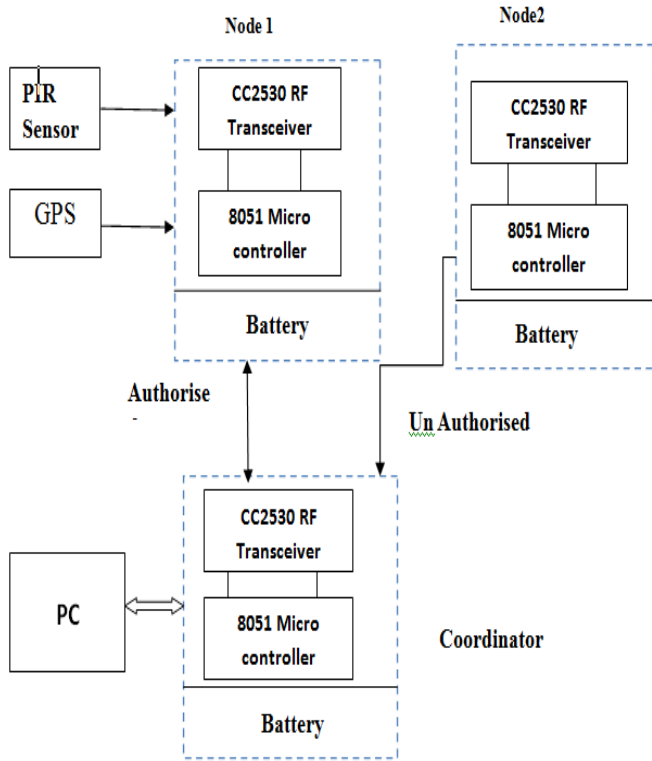 Node 1
Node2
PIR
Sensor
GPS
CC2530 RF
Transceiver
8051 Micro
controller
Battery
CC2530 RF
Transceiver
8051 Micro
controller
Battery
Authorise
-
Un Authorised
CC2530 RF
Transceiver
8051 Micro
controller
Battery
PC
Coordinator